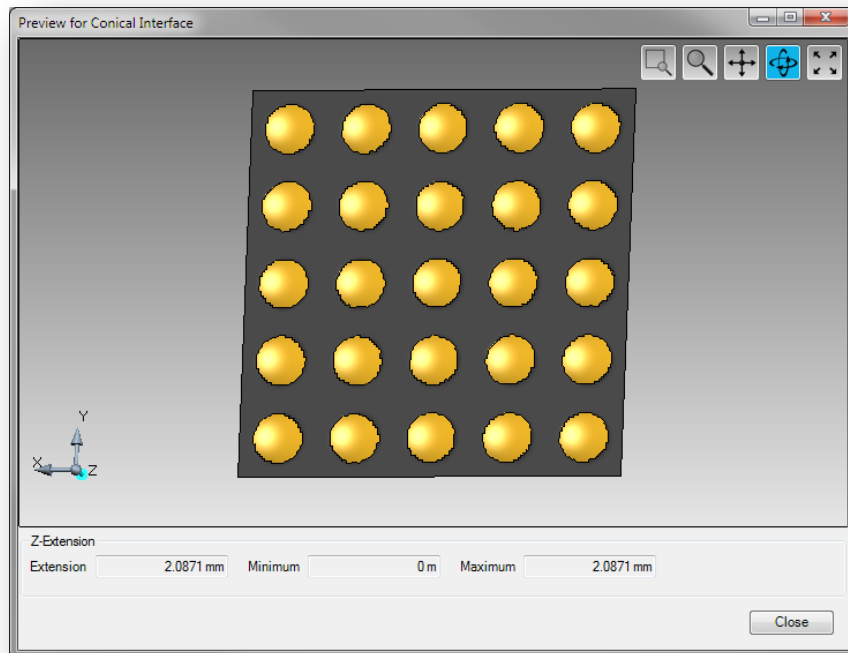 Preview for Conical Interface
Y
X
Z
Z-Extension
Extension 2.0871 mm Minimum 0 m Maximum 2.0871 mm
Close